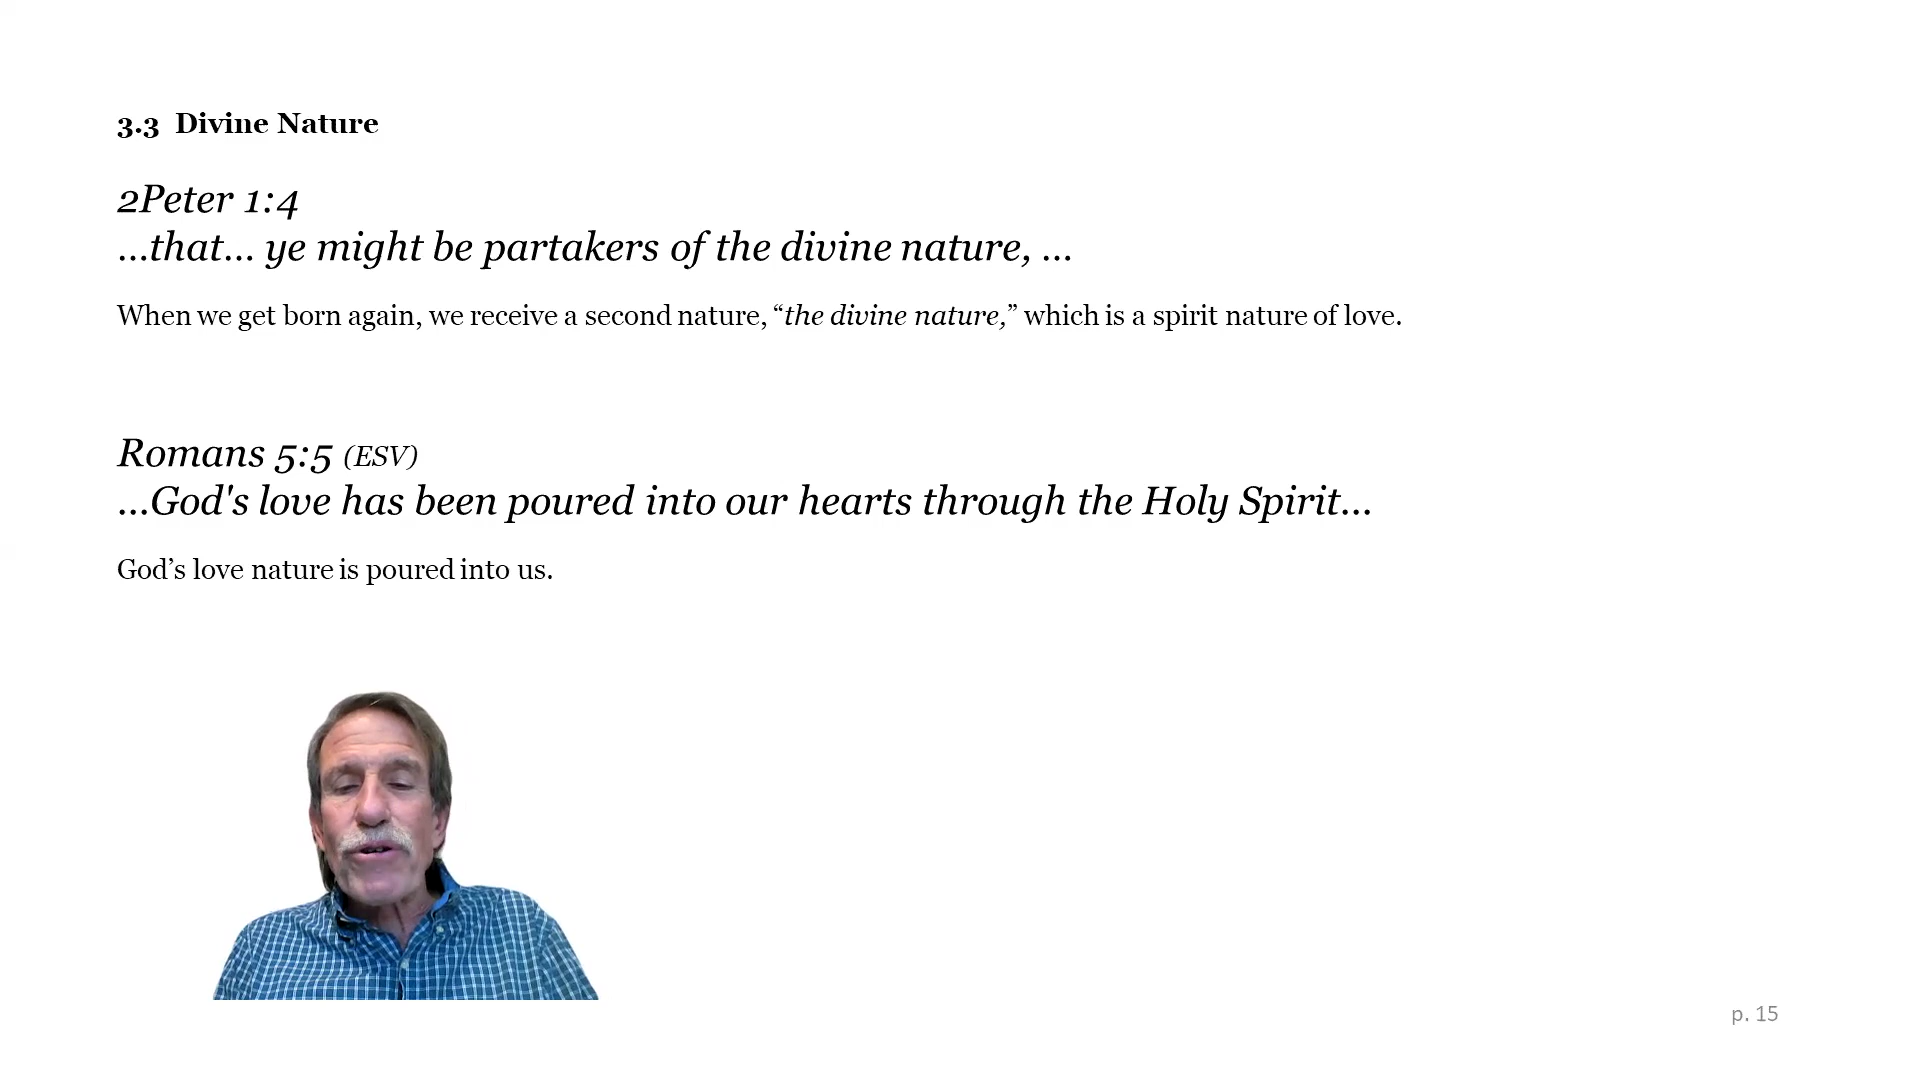 3.3  Divine Nature
2Peter 1:4
…that… ye might be partakers of the divine nature, …
When we get born again, we receive a second nature, “the divine nature,” which is a spirit nature of love.
Romans 5:5 (ESV)
…God's love has been poured into our hearts through the Holy Spirit…
God’s love nature is poured into us.
p. 15